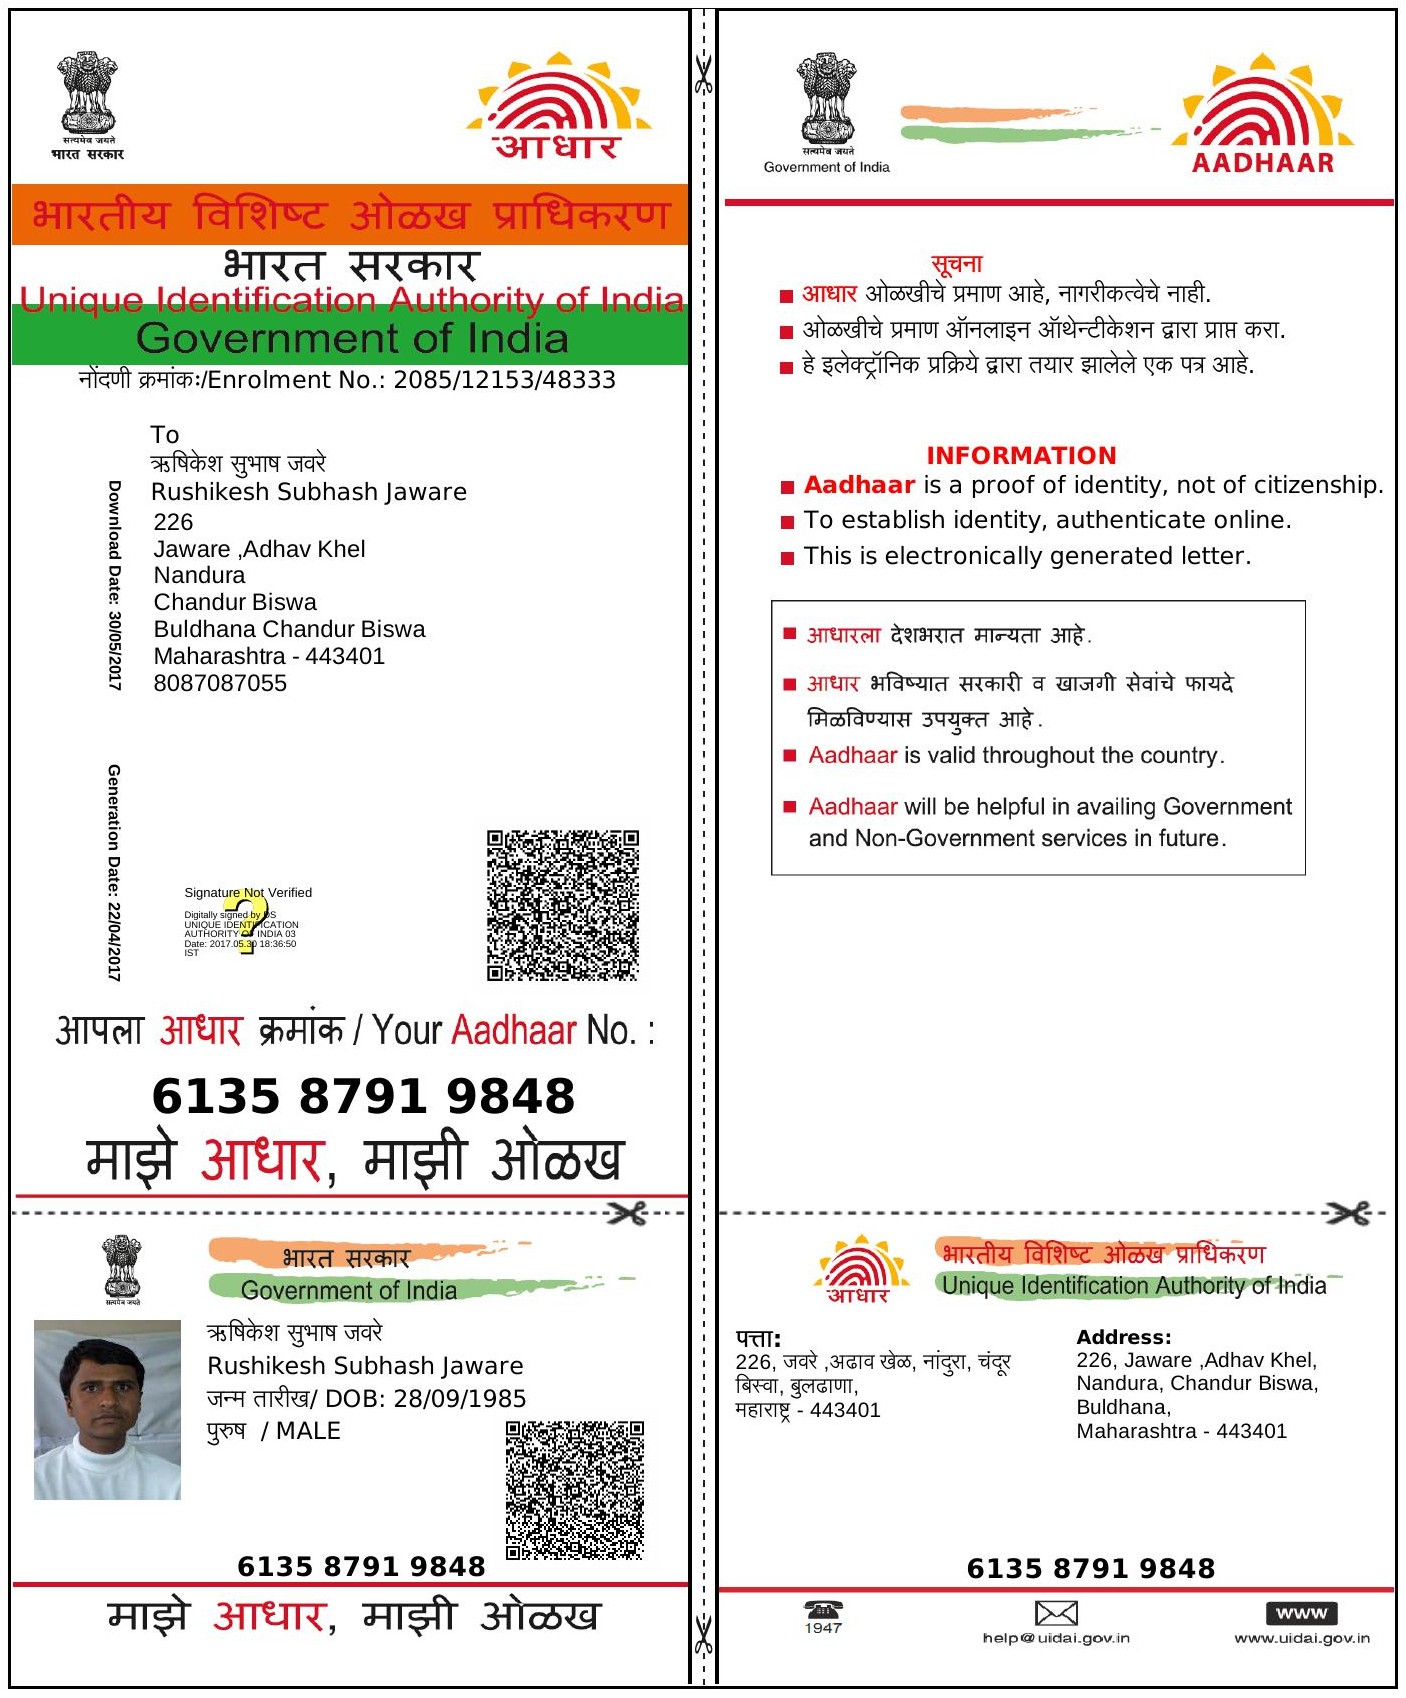 सत्यमेव जयते
भारत सरकार
आधार
भारतीय विशिष्ट ओळख प्राधिकरण
भारत सरकार
Unique Identification Authority of India
Government of India
नोंदणी क्रमांक:/Enrolment No.: 2085/12153/48333
To
ऋषिकेश सुभाष जवरे
Rushikesh Subhash Jaware
226
Jaware ,Adhav Khel
Nandura
Chandur Biswa
Buldhana Chandur Biswa
Maharashtra - 443401
8087087055
Download Date: 30/05/2017
Generation Date: 22/04/2017
Signature Not Verified
Digitally signed by DS
UNIQUE IDENTIFICATION
AUTHORITY OF INDIA 03
Date: 2017.05.30 18:36:50
IST
आपला आधार क्रमांक / Your Aadhaar No. :
6135 8791 9848
माझे आधार, माझी ओळख
सत्यमेव जयते
भारत सरकार
Government of India
ऋषिकेश सुभाष जवरे
Rushikesh Subhash Jaware
जन्म तारीख/ DOB: 28/09/1985
पुरुष / MALE
6135 8791 9848
माझे आधार, माझी ओळख
सत्यमेव जयते
Government of India
AADHAAR
सूचना
आधार ओळखीचे प्रमाण आहे, नागरीकत्वेचे नाही.
ओळखीचे प्रमाण ऑनलाइन ऑथेन्टीकेशन द्वारा प्राप्त करा.
हे इलेक्ट्रॉनिक प्रक्रिये द्वारा तयार झालेले एक पत्र आहे.
INFORMATION
Aadhaar is a proof of identity, not of citizenship.
To establish identity, authenticate online.
This is electronically generated letter.
आधारला देशभरात मान्यता आहे.
आधार भविष्यात सरकारी व खाजगी सेवांचे फायदे
मिळविण्यास उपयुक्त आहे.
Aadhaar is valid throughout the country.
Aadhaar will be helpful in availing Government
and Non-Government services in future.
आधार
भारतीय विशिष्ट ओळख प्राधिकरण
Unique Identification Authority of India
पत्ता:
226, जवरे ,अढाव खेळ, नांदुरा, चंदूर
बिस्वा, बुलढाणा,
महाराष्ट्र - 443401
Address:
226, Jaware ,Adhav Khel,
Nandura, Chandur Biswa,
Buldhana,
Maharashtra - 443401
6135 8791 9848
1947
help@uidai.gov.in
www
www.uidai.gov.in